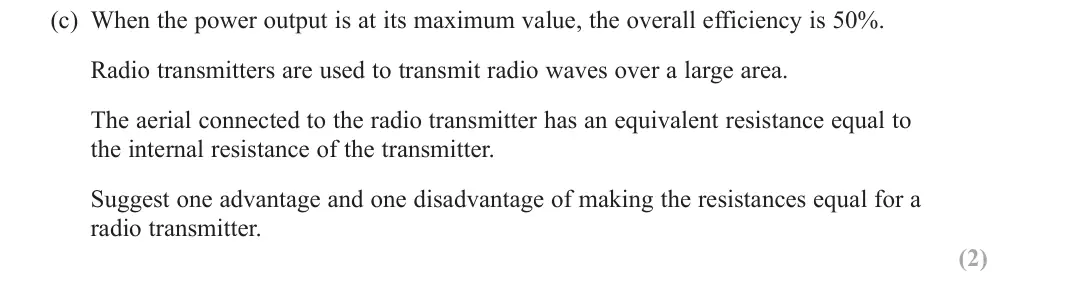 (c) When the power output is at its maximum value, the overall efficiency is 50%.
Radio transmitters are used to transmit radio waves over a large area.
The aerial connected to the radio transmitter has an equivalent resistance equal to
the internal resistance of the transmitter.
Suggest one advantage and one disadvantage of making the resistances equal for a
radio transmitter.
(2)